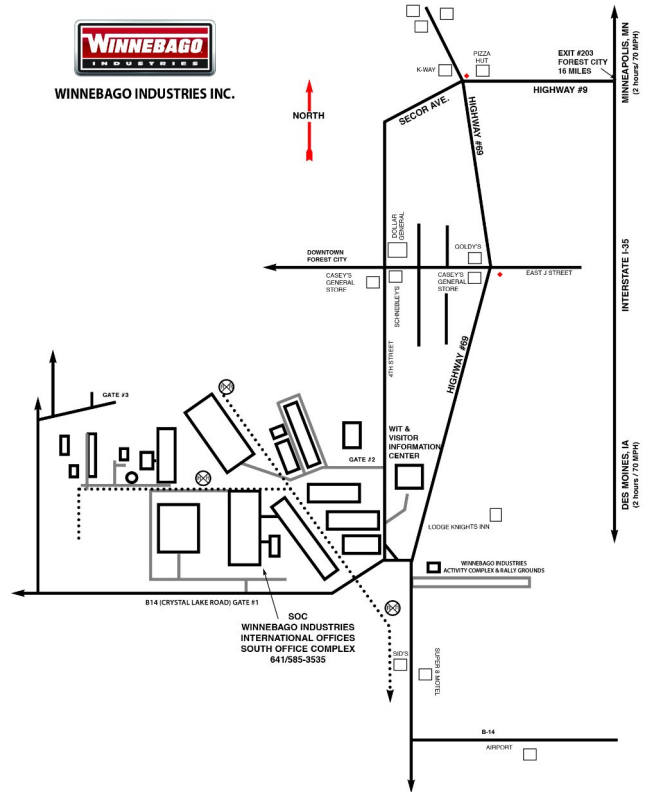 WINNEBAGO
INDUSTRIES
WINNEBAGO INDUSTRIES INC.
NORTH
K-WAY
PIZZA
HUT
EXIT #203
FOREST CITY
16 MILES
HIGHWAY #9
MINNEAPOLIS, MN
(2 hours/ 70 MPH)
SECOR AVE.
HIGHWAY #69
DOLLAR
GENERAL
GOLDY'S
DOWNTOWN
FOREST CITY
EAST J STREET
CASEY'S
GENERAL
STORE
SCHNEBLEY'S
CASEY'S
GENERAL
STORE
INTERSTATE I-35
4TH STREET
HIGHWAY #69
GATE #3
WIT &
VISITOR
INFORMATION
CENTER
GATE #2
DES MOINES, IA
(2 hours / 70 MPH)
LODGE KNIGHTS INN
WINNEBAGO INDUSTRIES
ACTIVITY COMPLEX & RALLY GROUNDS
B14 (CRYSTAL LAKE ROAD) GATE #1
SOC
WINNEBAGO INDUSTRIES
INTERNATIONAL OFFICES
SOUTH OFFICE COMPLEX
641/585-3535
SID'S
SUPER 8 MOTEL
B-14
AIRPORT